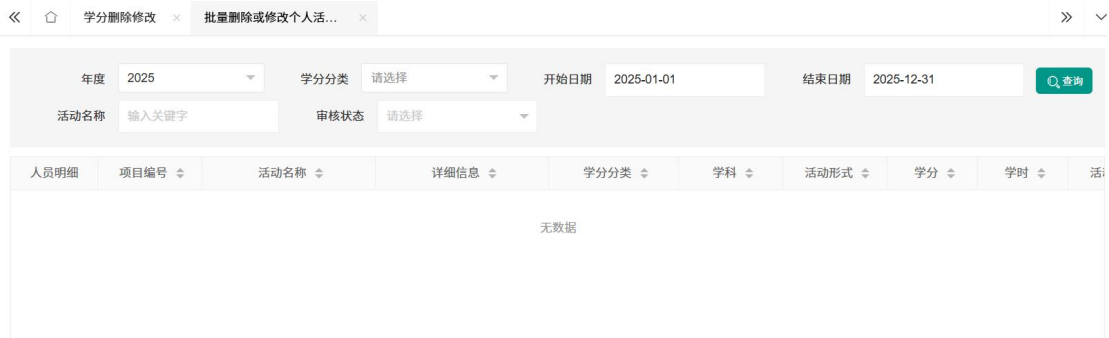 学分删除修改 批量删除或修改个人活...
年度 2025 学分分类 请选择 开始日期 2025-01-01 结束日期 2025-12-31 查询
活动名称 输入关键字 审核状态 请选择
人员明细 项目编号 活动名称 详细信息 学分分类 学科 活动形式 学分 学时 活
无数据